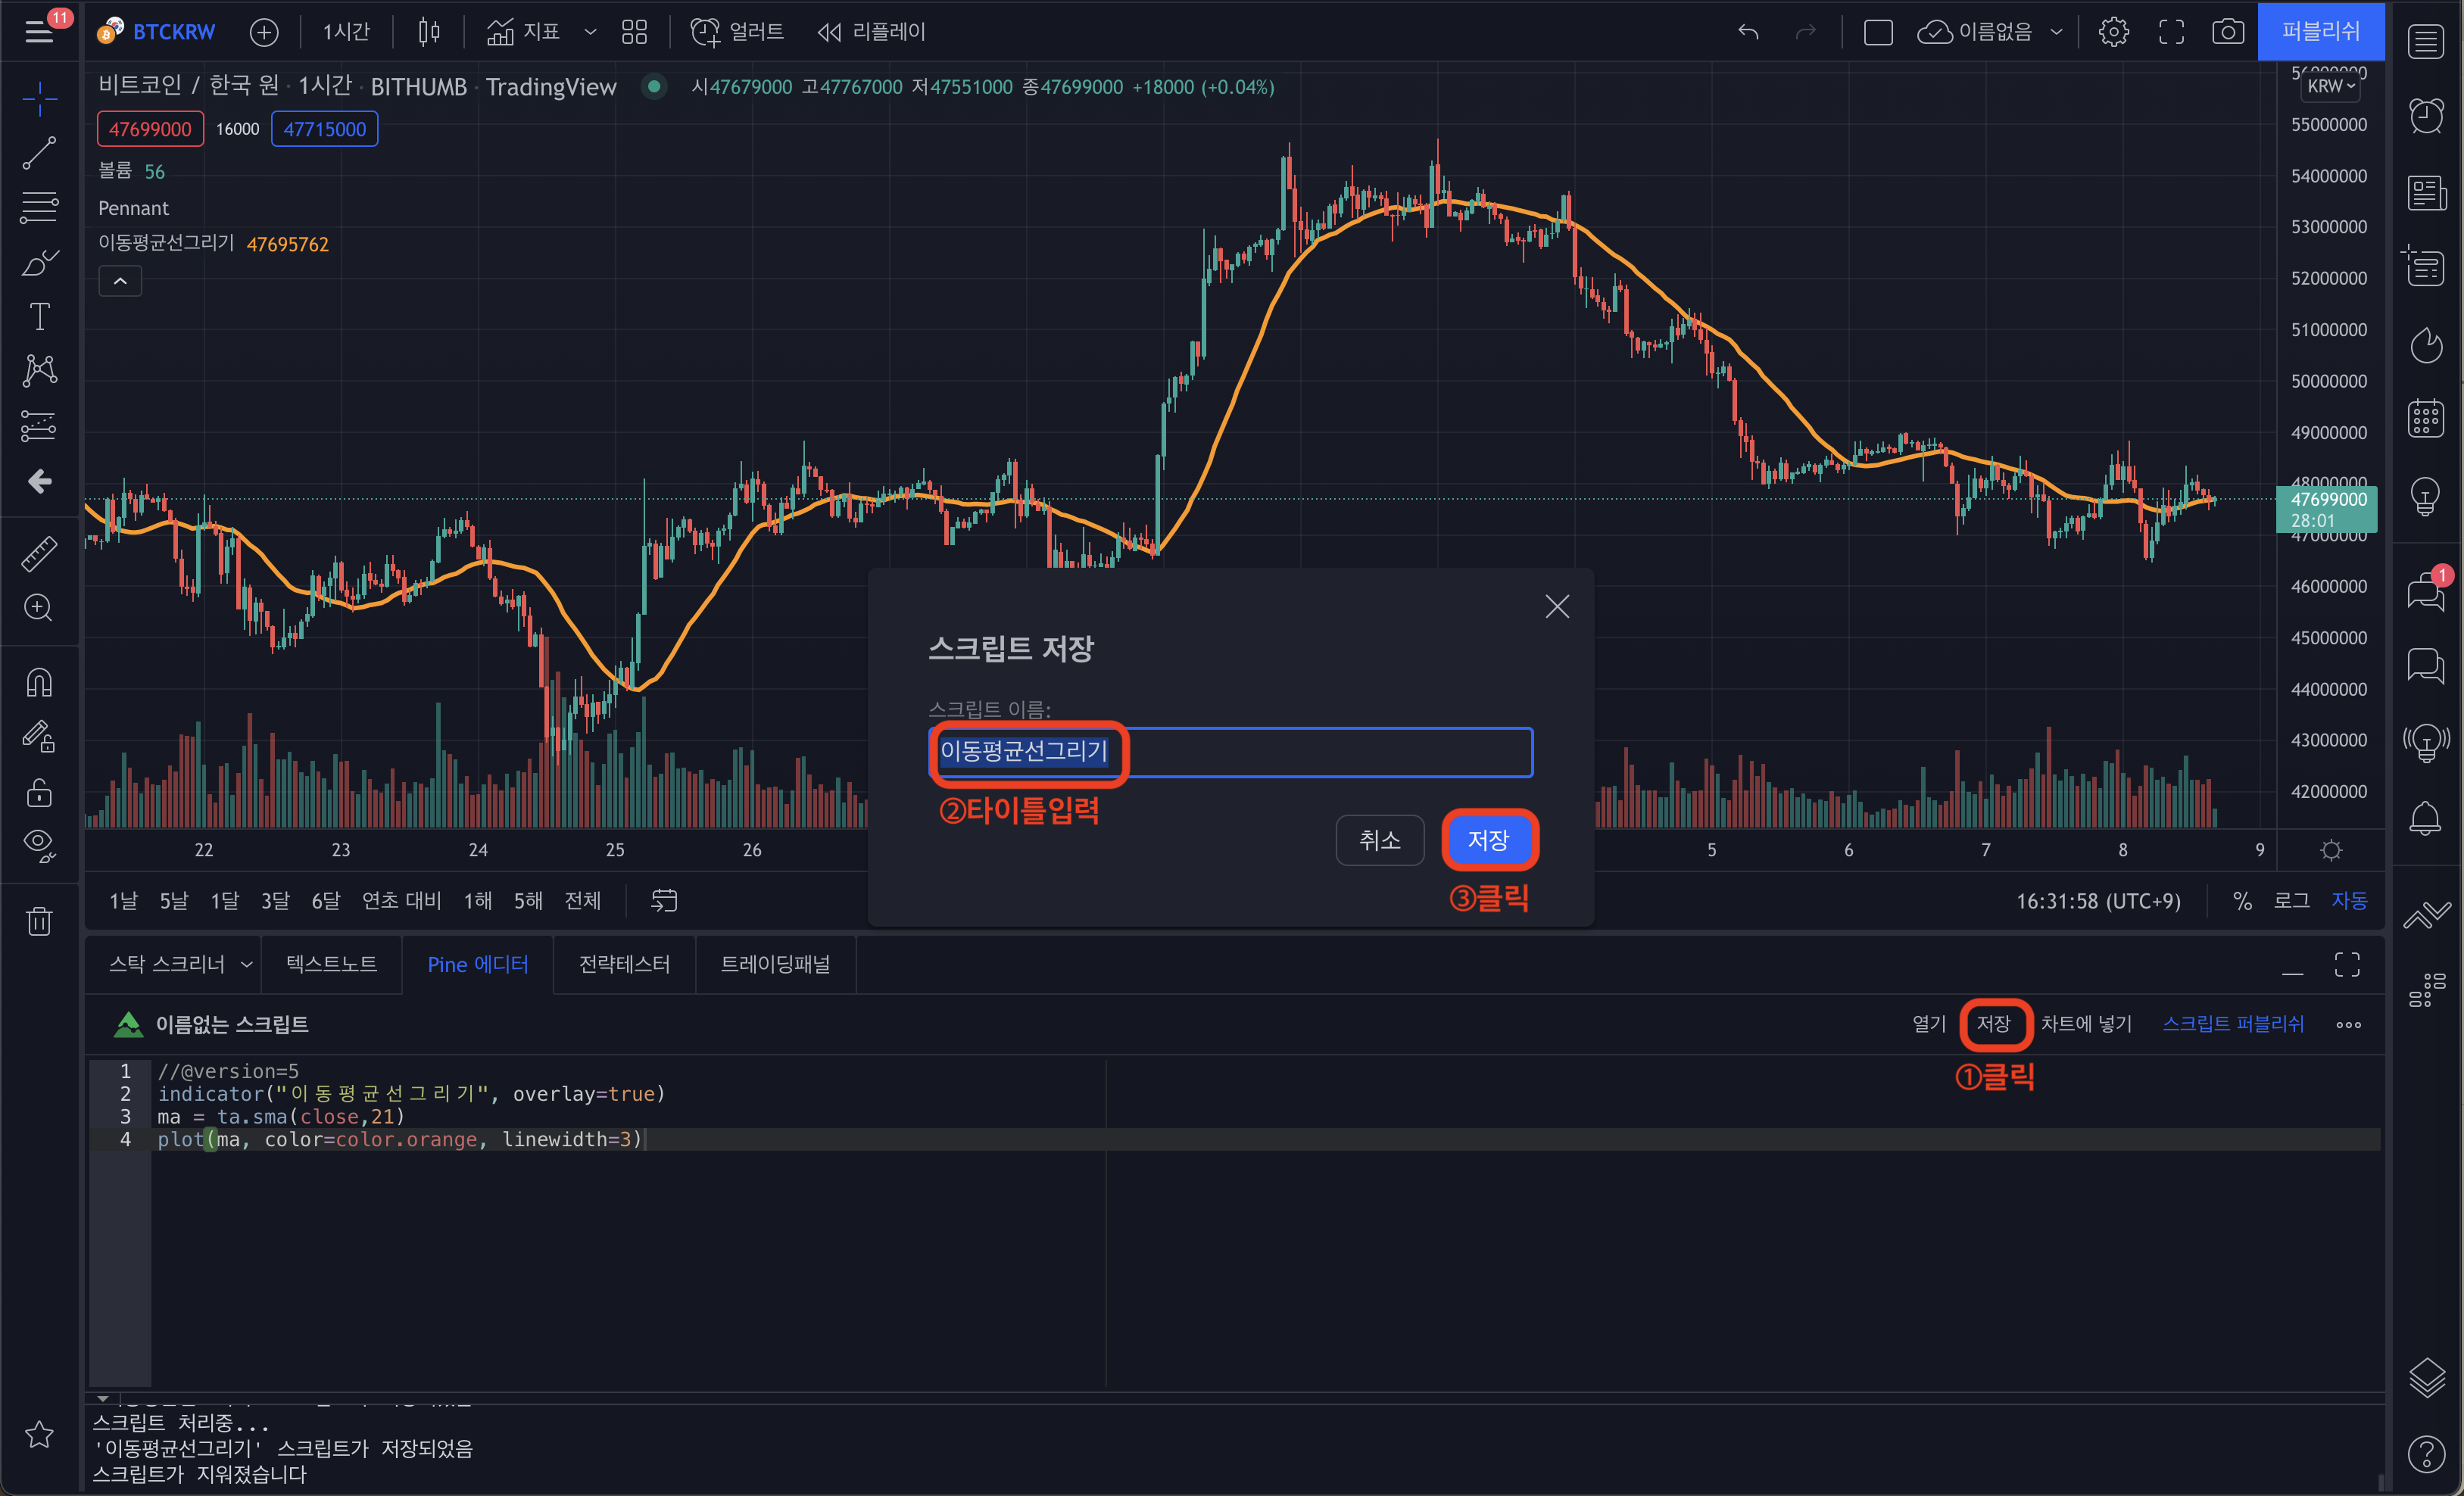 11
BTCKRW
1시간
지표
얼러트
리플레이
이름없음
퍼블리쉬
비트코인 / 한국 원 · 1시간 · BITHUMB · TradingView
시47679000 고47767000 저47551000 종47699000 +18000 (+0.04%)
47699000 16000 47715000
볼륨 56
Pennant
이동평균선그리기 47695762
KRW
56000000
55000000
54000000
53000000
52000000
51000000
50000000
49000000
48000000
47699000
28:01
47000000
46000000
45000000
44000000
43000000
42000000
1
스크립트 저장
스크립트 이름:
이동평균선그리기
②타이틀입력
취소
저장
③클릭
22 23 24 25 26 5 6 7 8 9
1날 5날 1달 3달 6달 연초 대비 1해 5해 전체
16:31:58 (UTC+9) % 로그 자동
스탁 스크리너 텍스트노트 Pine 에디터 전략테스터 트레이딩패널
이름없는 스크립트
열기 저장 차트에 넣기 스크립트 퍼블리쉬
①클릭
1 //@version=5
2 indicator("이동평균선그리기", overlay=true)
3 ma = ta.sma(close,21)
4 plot(ma, color=color.orange, linewidth=3)
스크립트 처리중...
'이동평균선그리기' 스크립트가 저장되었음
스크립트가 지워졌습니다